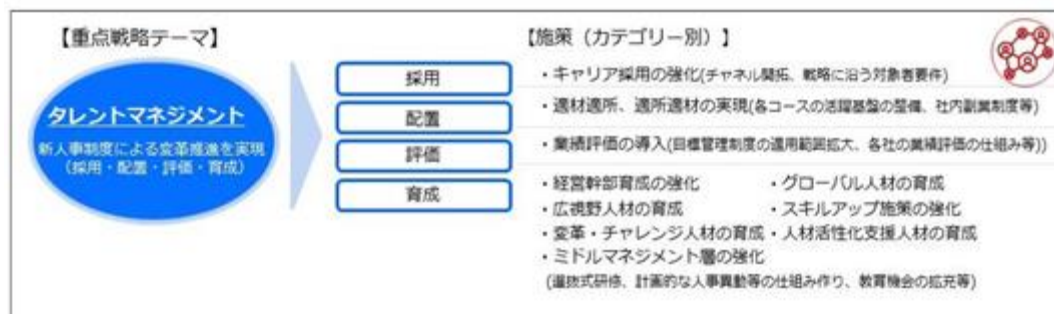 【重点戦略テーマ】
タレントマネジメント
新人事制度による変革推進を実現
(採用・配置・評価・育成)
採用
配置
評価
育成
【施策(カテゴリー別)】
・キャリア採用の強化(チャネル開拓、戦略に沿う対象者要件)
・適材適所、適所適材の実現(各コースの活躍基盤の整備、社内副業制度等)
・業績評価の導入(目標管理制度の適用範囲拡大、各社の業績評価の仕組み等))
・経営幹部育成の強化 ・グローバル人材の育成
・広視野人材の育成 ・スキルアップ施策の強化
・変革・チャレンジ人材の育成・人材活性化支援人材の育成
・ミドルマネジメント層の強化
(選抜式研修、計画的な人事異動等の仕組み作り、教育機会の拡充等)